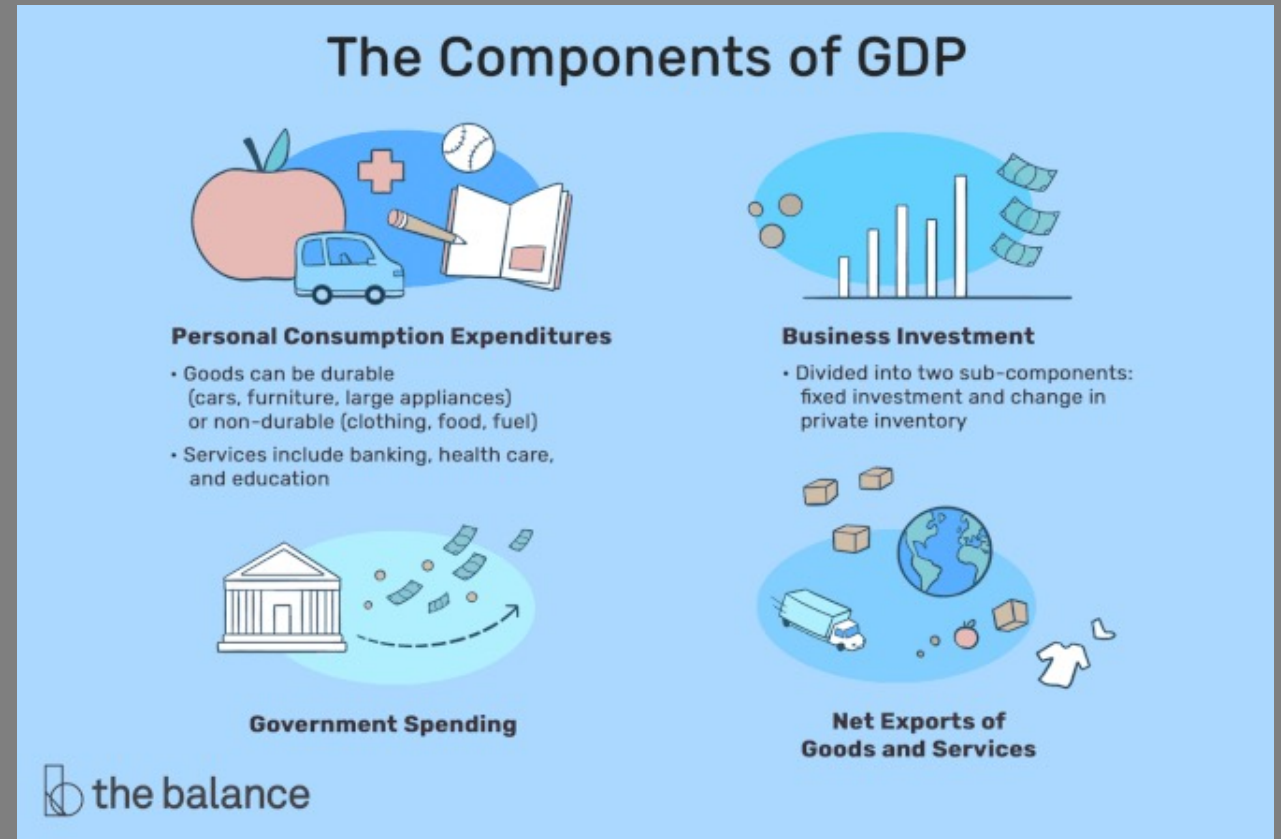 The Components of GDP
Personal Consumption Expenditures
• Goods can be durable
(cars, furniture, large appliances)
or non-durable (clothing, food, fuel)
• Services include banking, health care,
and education
Business Investment
• Divided into two sub-components:
fixed investment and change in
private inventory
Government Spending
Net Exports of
Goods and Services
the balance